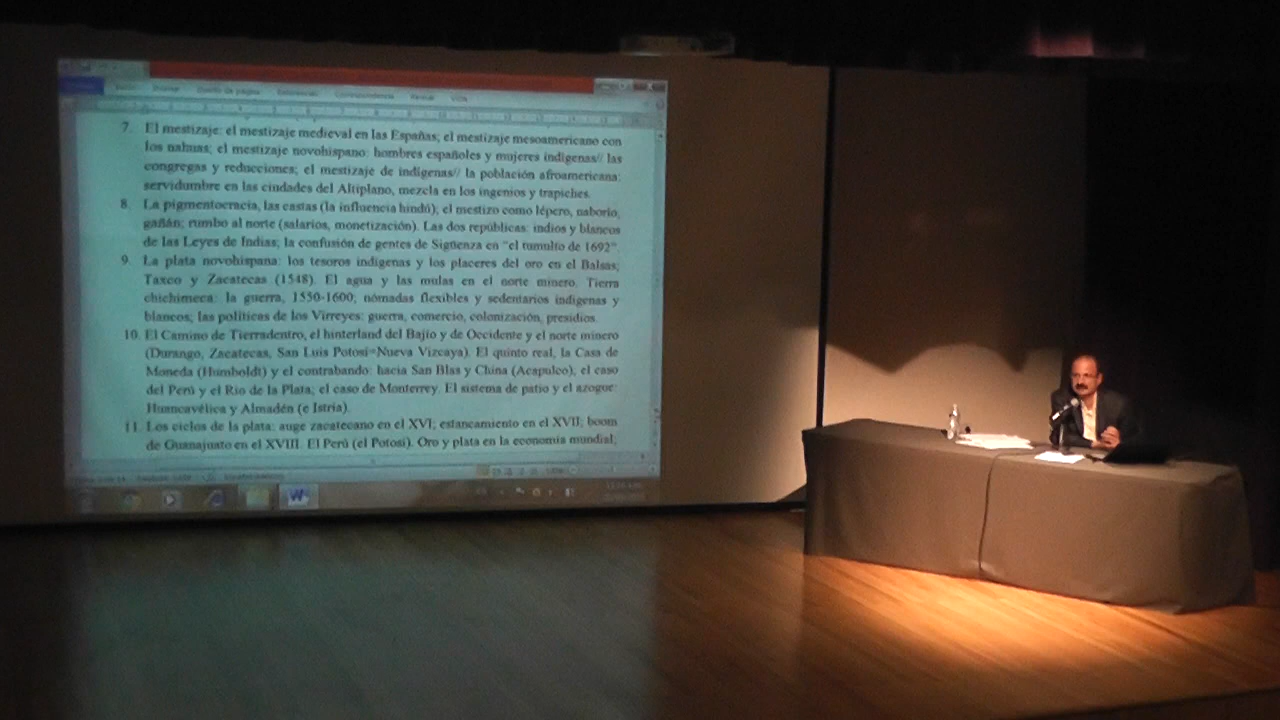 7. El mestizaje: el mestizaje medieval en las Españas; el mestizaje mesoamericano con
los nahuas; el mestizaje novohispano: hombres españoles y mujeres indígenas// las
congregas y reducciones; el mestizaje de indígenas// la población afroamericana:
servidumbre en las ciudades del Altiplano, mezcla en los ingenios y trapiches.
8. La pigmentocracia, las castas (la influencia hindú); el mestizo como lépero, naborío,
gañán; rumbo al norte (salarios, monetización). Las dos repúblicas: indios y blancos
de las Leyes de Indias; la confusión de gentes de Sigüenza en "el tumulto de 1692".
9. La plata novohispana: los tesoros indígenas y los placeres del oro en el Balsas;
Taxco y Zacatecas (1548). El agua y las mulas en el norte minero. Tierra
chichimeca: la guerra, 1550-1600; nómadas flexibles y sedentarios indígenas y
blancos; las políticas de los Virreyes: guerra, comercio, colonización, presidios.
10. El Camino de Tierradentro, el hinterland del Bajío y de Occidente y el norte minero
(Durango, Zacatecas, San Luis Potosí=Nueva Vizcaya). El quinto real, la Casa de
Moneda (Humboldt) y el contrabando: hacia San Blas y China (Acapulco), el caso
del Perú y el Río de la Plata; el caso de Monterrey. El sistema de patio y el azogue:
Huancavélica y Almadén (e Istria).
11. Los ciclos de la plata: auge zacatecano en el XVI; estancamiento en el XVII; boom
de Guanajuato en el XVIII. El Perú (el Potosí). Oro y plata en la economía mundial;